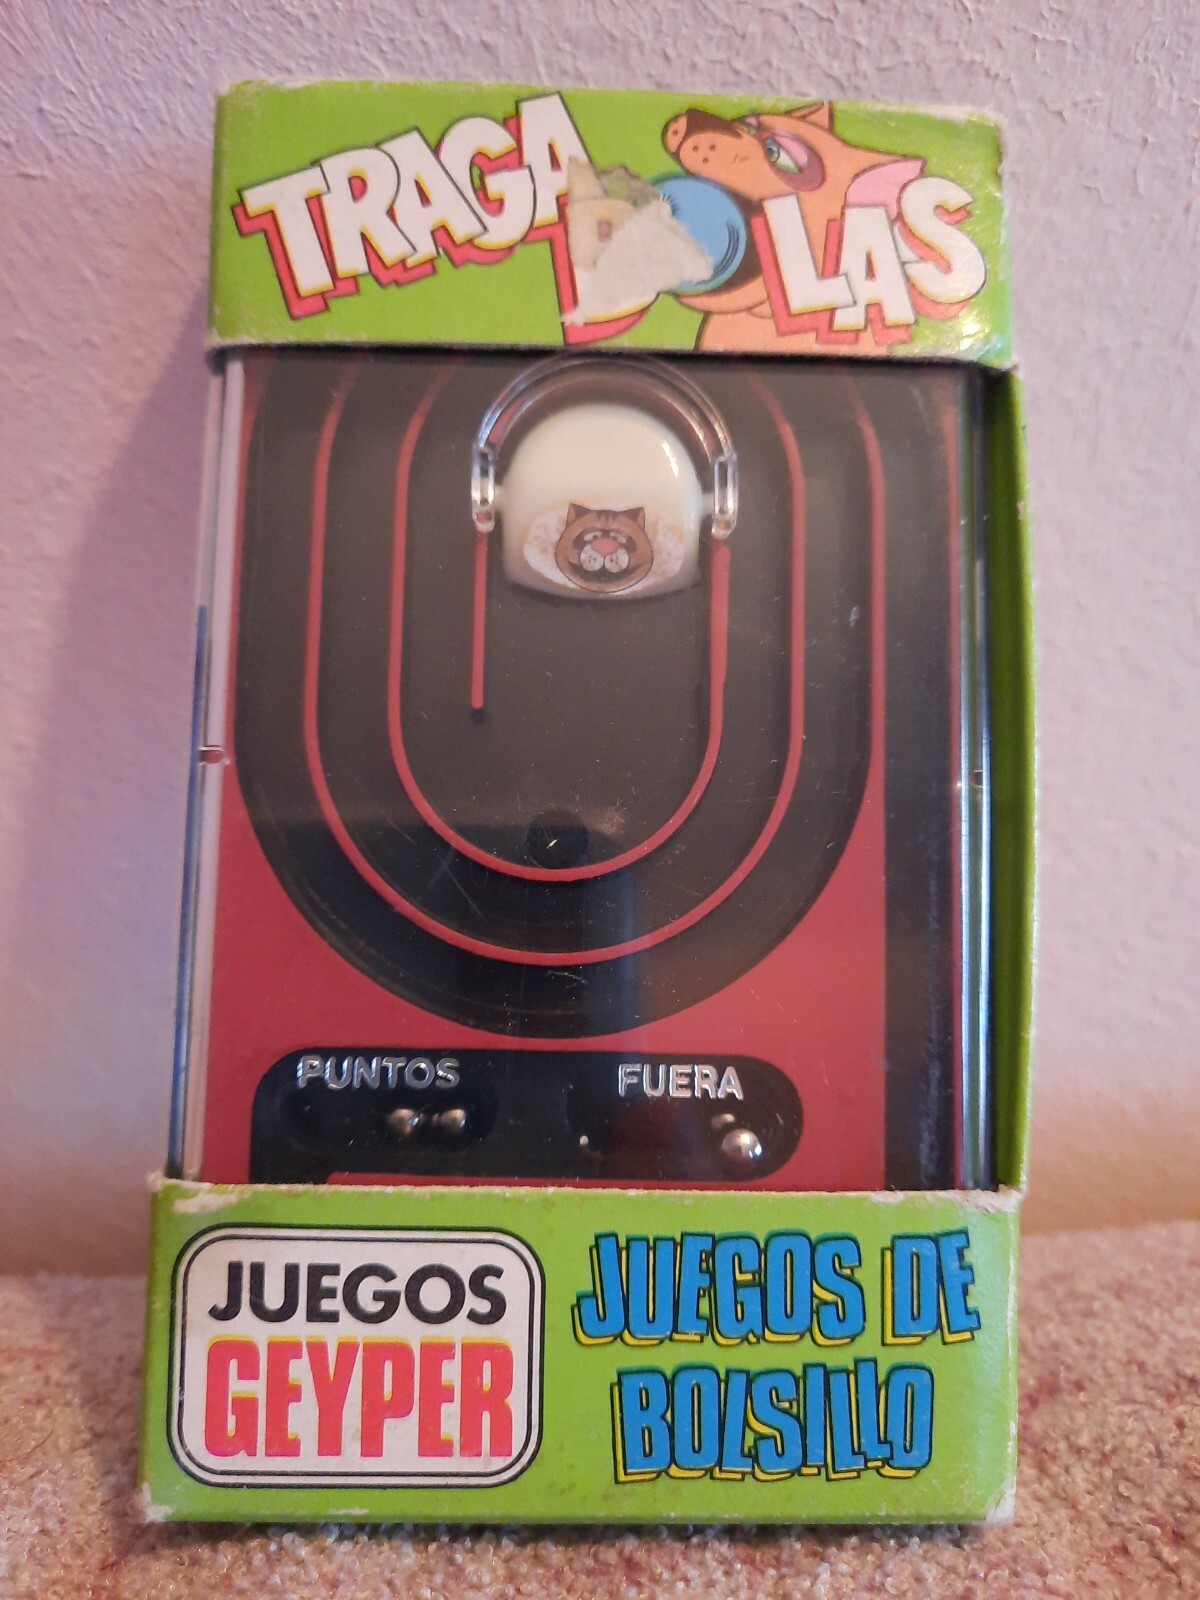 TRAGA LAS
PUNTOS
FUERA
JUEGOS
GEYPER
JUEGOS DE
BOLSILLO